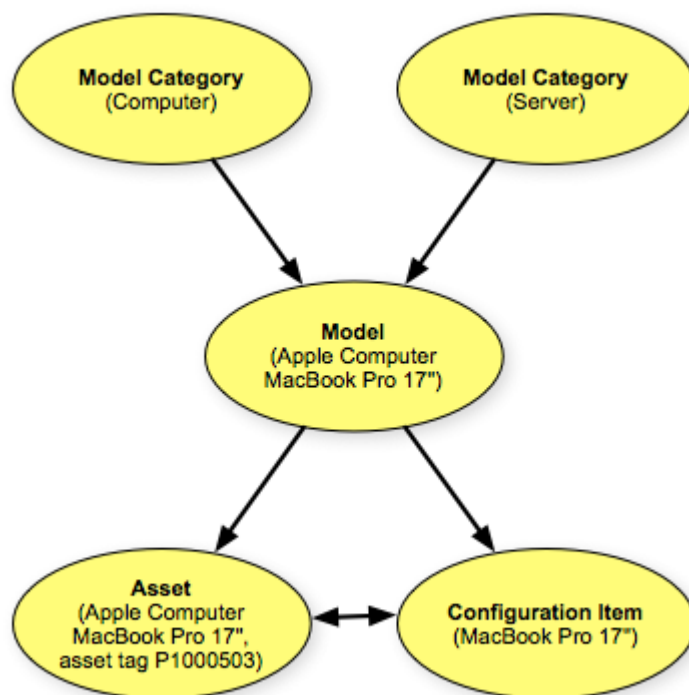 Model Category
(Computer)
Model Category
(Server)
Model
(Apple Computer
MacBook Pro 17")
Asset
(Apple Computer
MacBook Pro 17",
asset tag P1000503)
Configuration Item
(MacBook Pro 17")